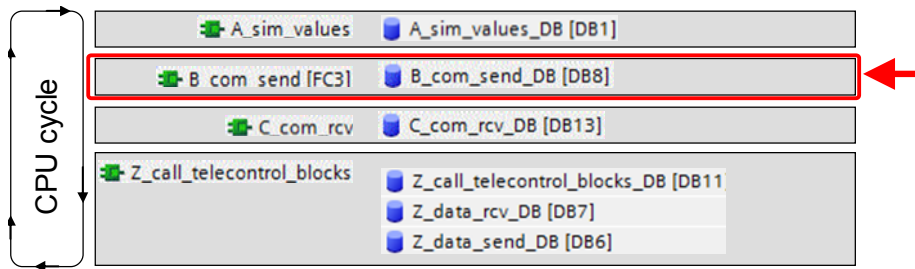 CPU cycle
A_sim_values A_sim_values_DB [DB1]
B_com_send [FC3] B_com_send_DB [DB8]
C_com_rcv C_com_rcv_DB [DB13]
Z_call_telecontrol_blocks Z_call_telecontrol_blocks_DB [DB11
Z_data_rcv_DB [DB7]
Z_data_send_DB [DB6]